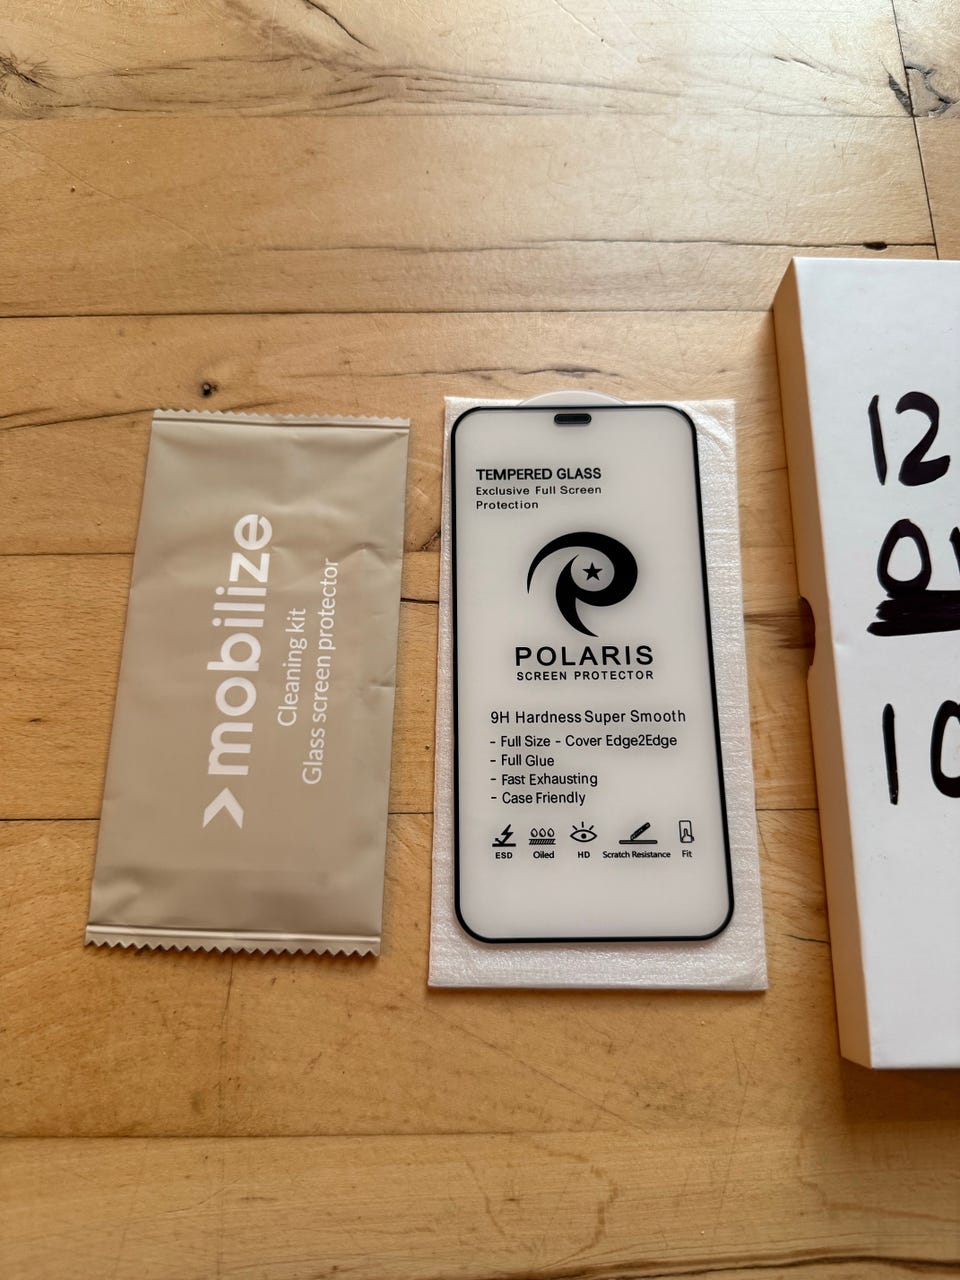 >mobilize
Cleaning kit
Glass screen protector
TEMPERED GLASS
Exclusive Full Screen
Protection
POLARIS
SCREEN PROTECTOR
9H Hardness Super Smooth
- Full Size - Cover Edge2Edge
- Full Glue
- Fast Exhausting
- Case Friendly
ESD Oiled HD Scratch Resistance Fit
12
10